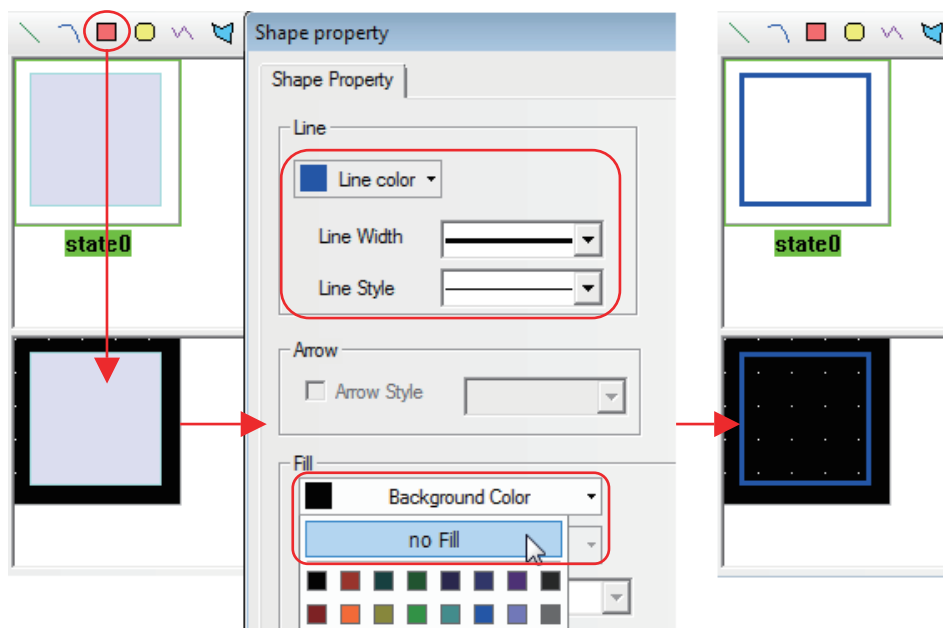 Shape property
Shape Property
Line
Line color
Line Width
Line Style
Arrow
Arrow Style
Fill
Background Color
no Fill
state0
state0